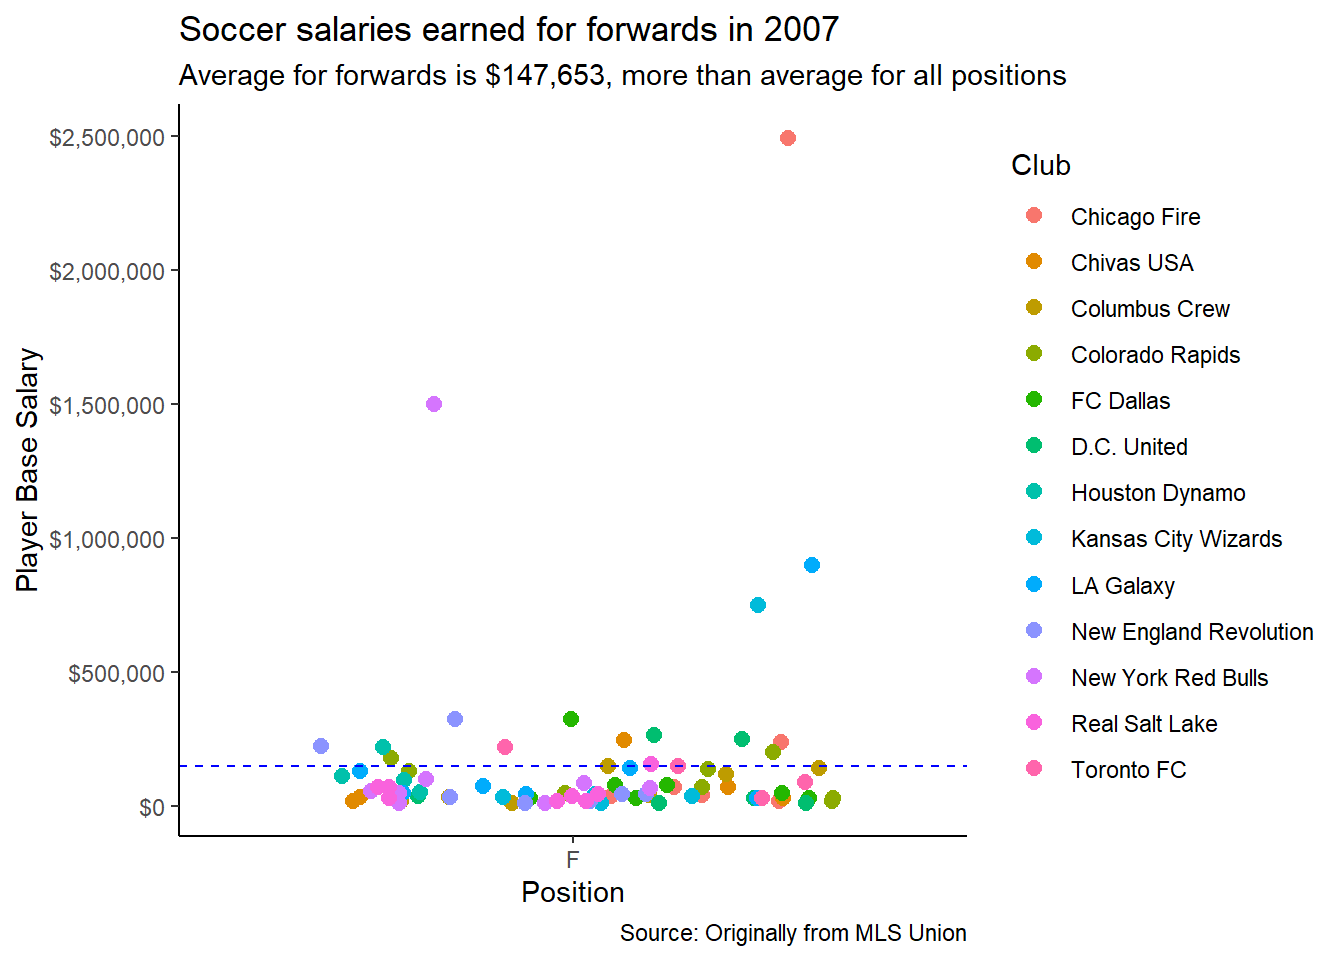 Soccer salaries earned for forwards in 2007
Average for forwards is $147,653, more than average for all positions
Player Base Salary
$2,500,000
$2,000,000
$1,500,000
$1,000,000
$500,000
$0
F
Position
Club
Chicago Fire
Chivas USA
Columbus Crew
Colorado Rapids
FC Dallas
D.C. United
Houston Dynamo
Kansas City Wizards
LA Galaxy
New England Revolution
New York Red Bulls
Real Salt Lake
Toronto FC
Source: Originally from MLS Union